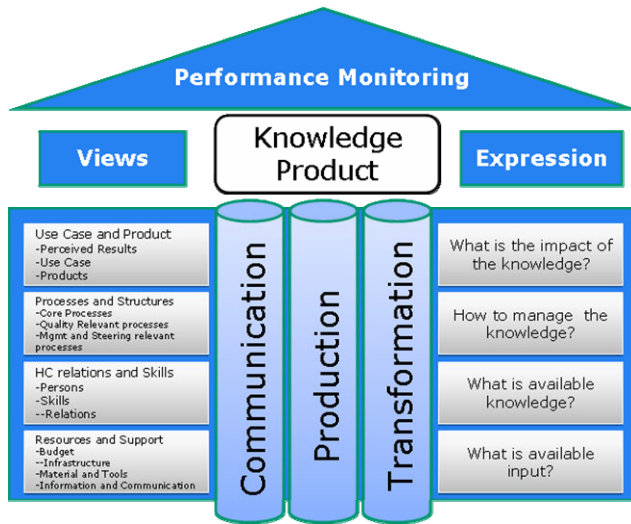 Performance Monitoring
Views
Knowledge
Product
Expression
Use Case and Product
-Perceived Results
-Use Case
-Products
Processes and Structures
-Core Processes
-Quality Relevant processes
-Mgmt and Steering relevant
processes
HC relations and Skills
-Persons
-Skills
--Relations
Resources and Support
-Budget
--Infrastructure
-Material and Tools
-Information and Communication
Communication
Production
Transformation
What is the impact of
the knowledge?
How to manage the
knowledge?
What is available
knowledge?
What is available
input?